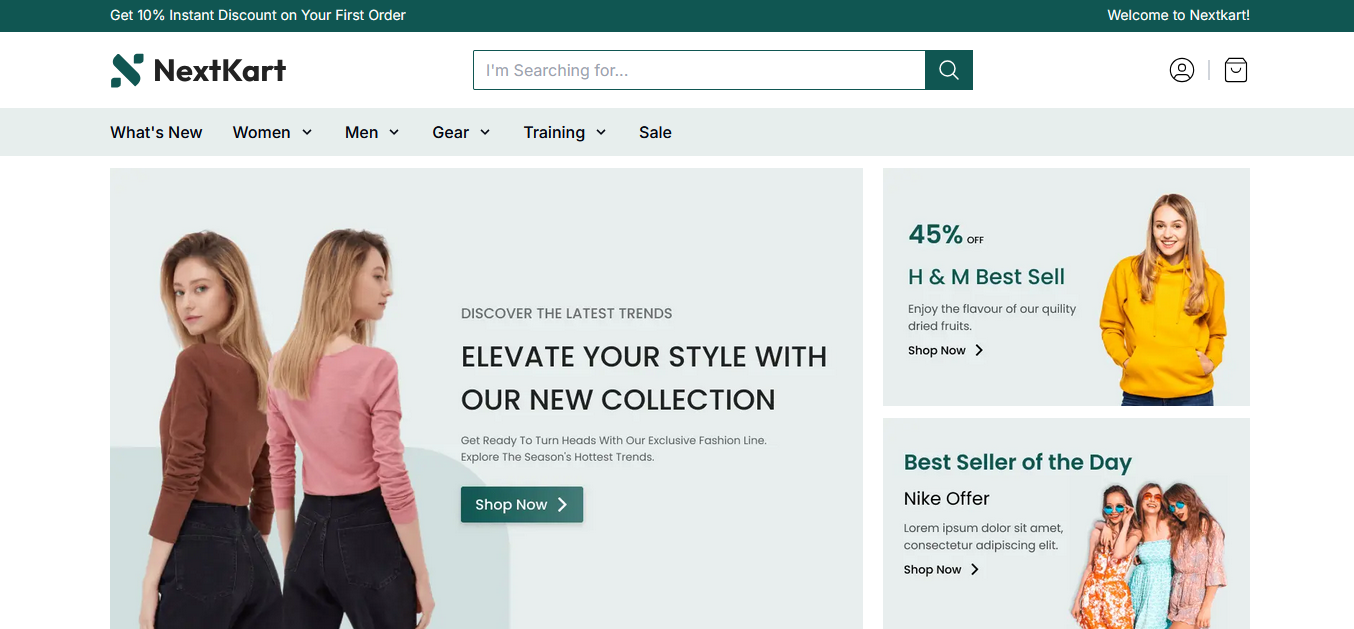 Get 10% Instant Discount on Your First Order
Welcome to Nextkart!
NextKart
I'm Searching for...
What's New
Women
Men
Gear
Training
Sale
DISCOVER THE LATEST TRENDS
ELEVATE YOUR STYLE WITH
OUR NEW COLLECTION
Get Ready To Turn Heads With Our Exclusive Fashion Line.
Explore The Season's Hottest Trends.
Shop Now
45% OFF
H & M Best Sell
Enjoy the flavour of our quility
dried fruits.
Shop Now
Best Seller of the Day
Nike Offer
Lorem ipsum dolor sit amet,
consectetur adipiscing elit.
Shop Now